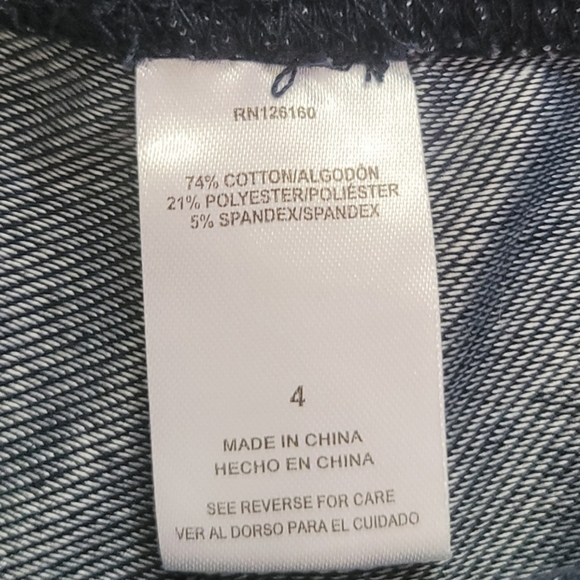 RN126160
74% COTTON/ALGODÓN
21% POLYESTER/POLIÉSTER
5% SPANDEX/SPANDEX
4
MADE IN CHINA
HECHO EN CHINA
SEE REVERSE FOR CARE
VER AL DORSO PARA EL CUIDADO